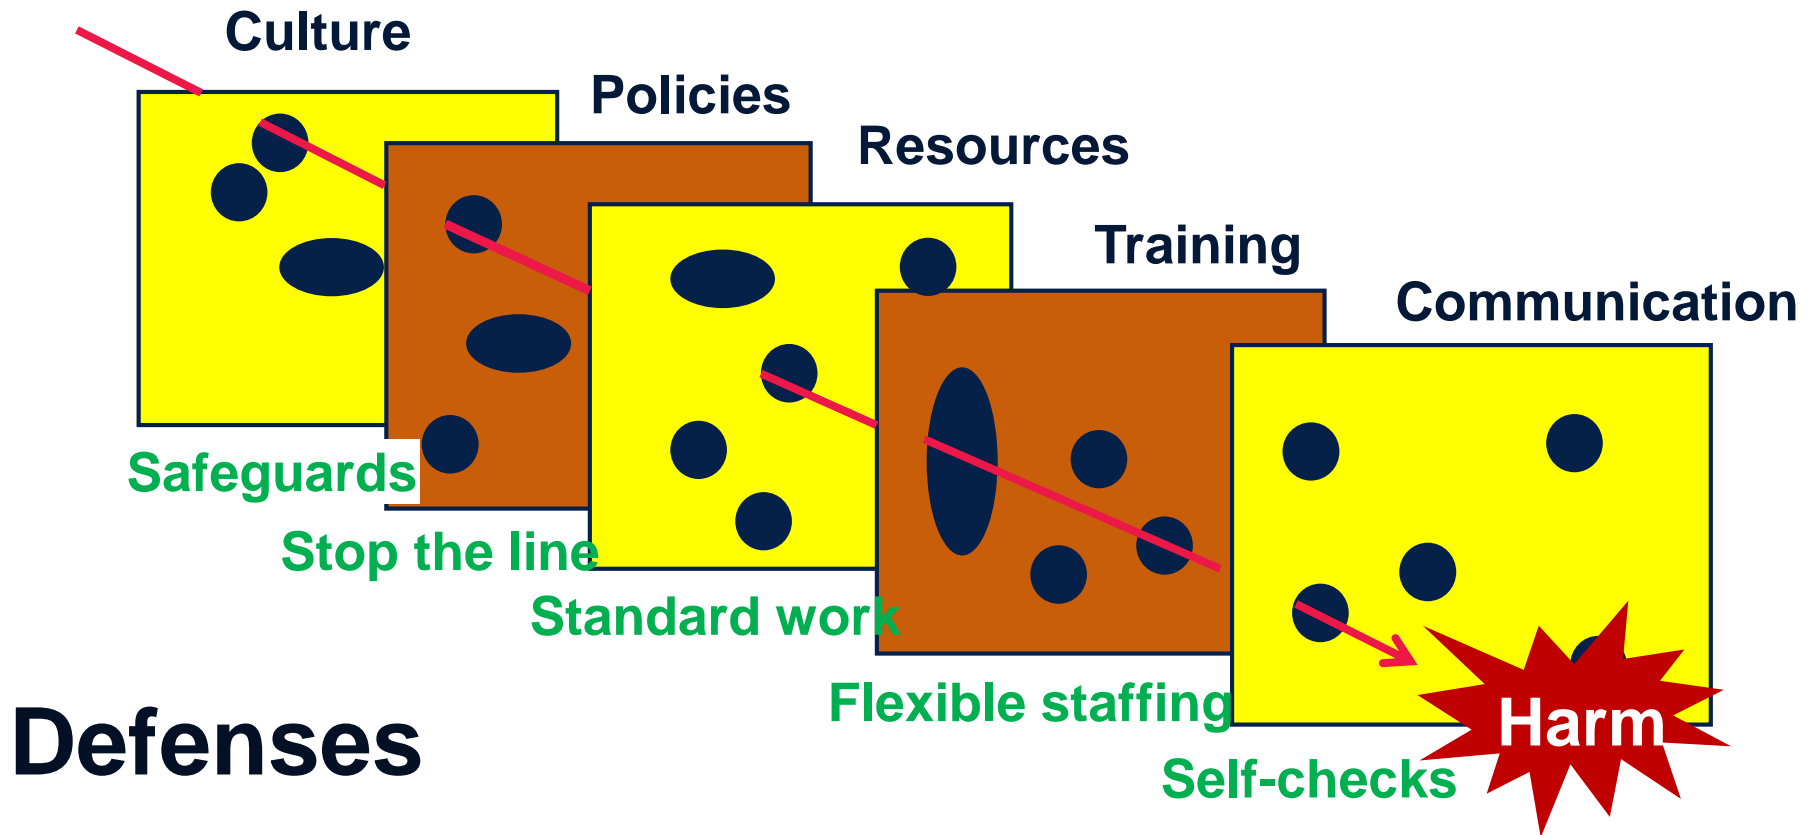 Culture
Policies
Resources
Training
Communication
Safeguards
Stop the line
Standard work
Flexible staffing
Self-checks
Harm
Defenses